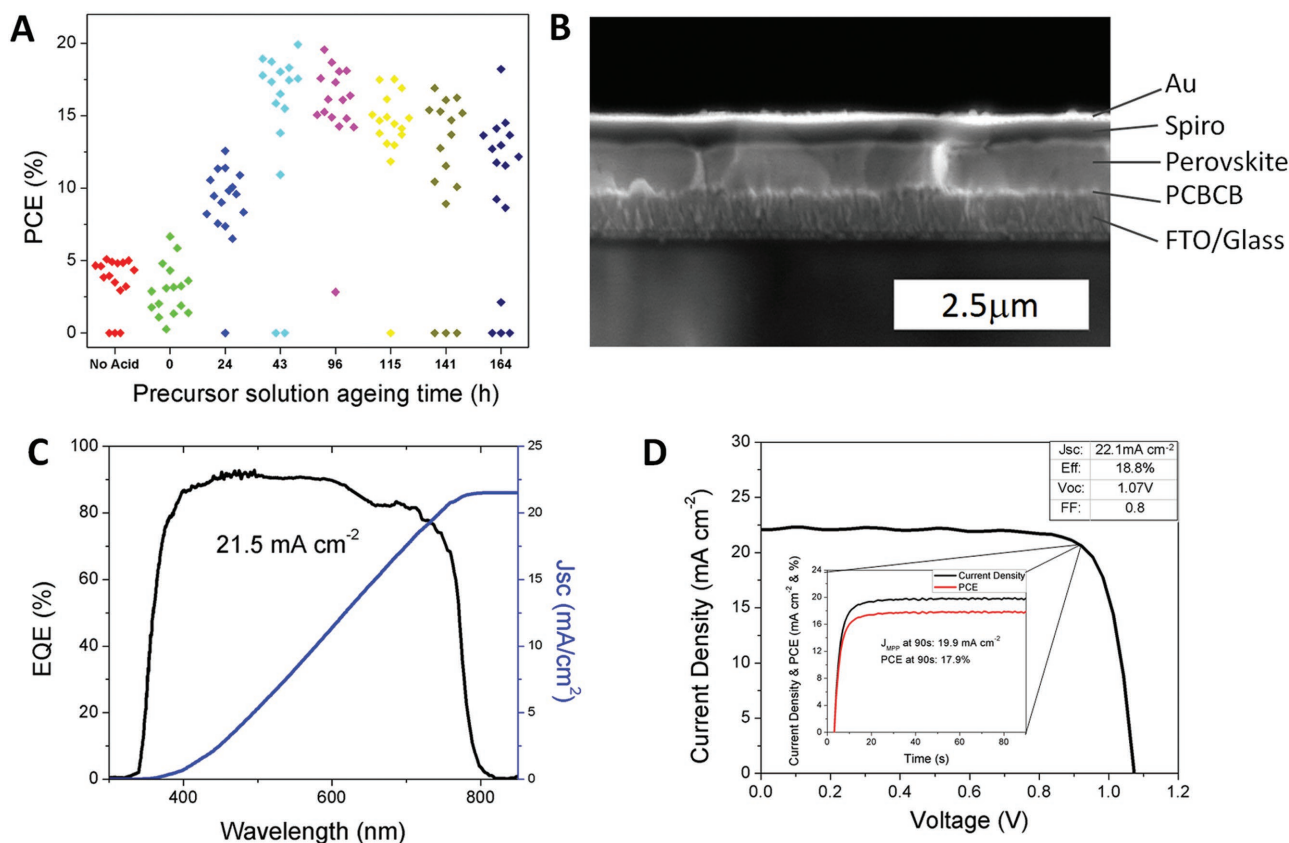 A
PCE (%)
20
15
10
5
0
No Acid 0 24 43 96 115 141 164
Precursor solution ageing time (h)
B
Au
Spiro
Perovskite
PCBCB
FTO/Glass
2.5μm
C
EQE (%)
100
80
60
40
20
0
21.5 mA cm⁻²
25
20
15
10
5
0
Jsc (mA/cm²)
400 600 800
Wavelength (nm)
D
Current Density (mA cm⁻²)
30
25
20
15
10
5
0
Jsc: 22.1mA cm⁻²
Eff: 18.8%
Voc: 1.07V
FF: 0.8
Current Density & PCE (mA cm⁻² & %)
24
20
16
12
8
4
0
Current Density
PCE
J_MPP at 90s: 19.9 mA cm⁻²
PCE at 90s: 17.9%
0 20 40 60 80
Time (s)
0.0 0.2 0.4 0.6 0.8 1.0 1.2
Voltage (V)